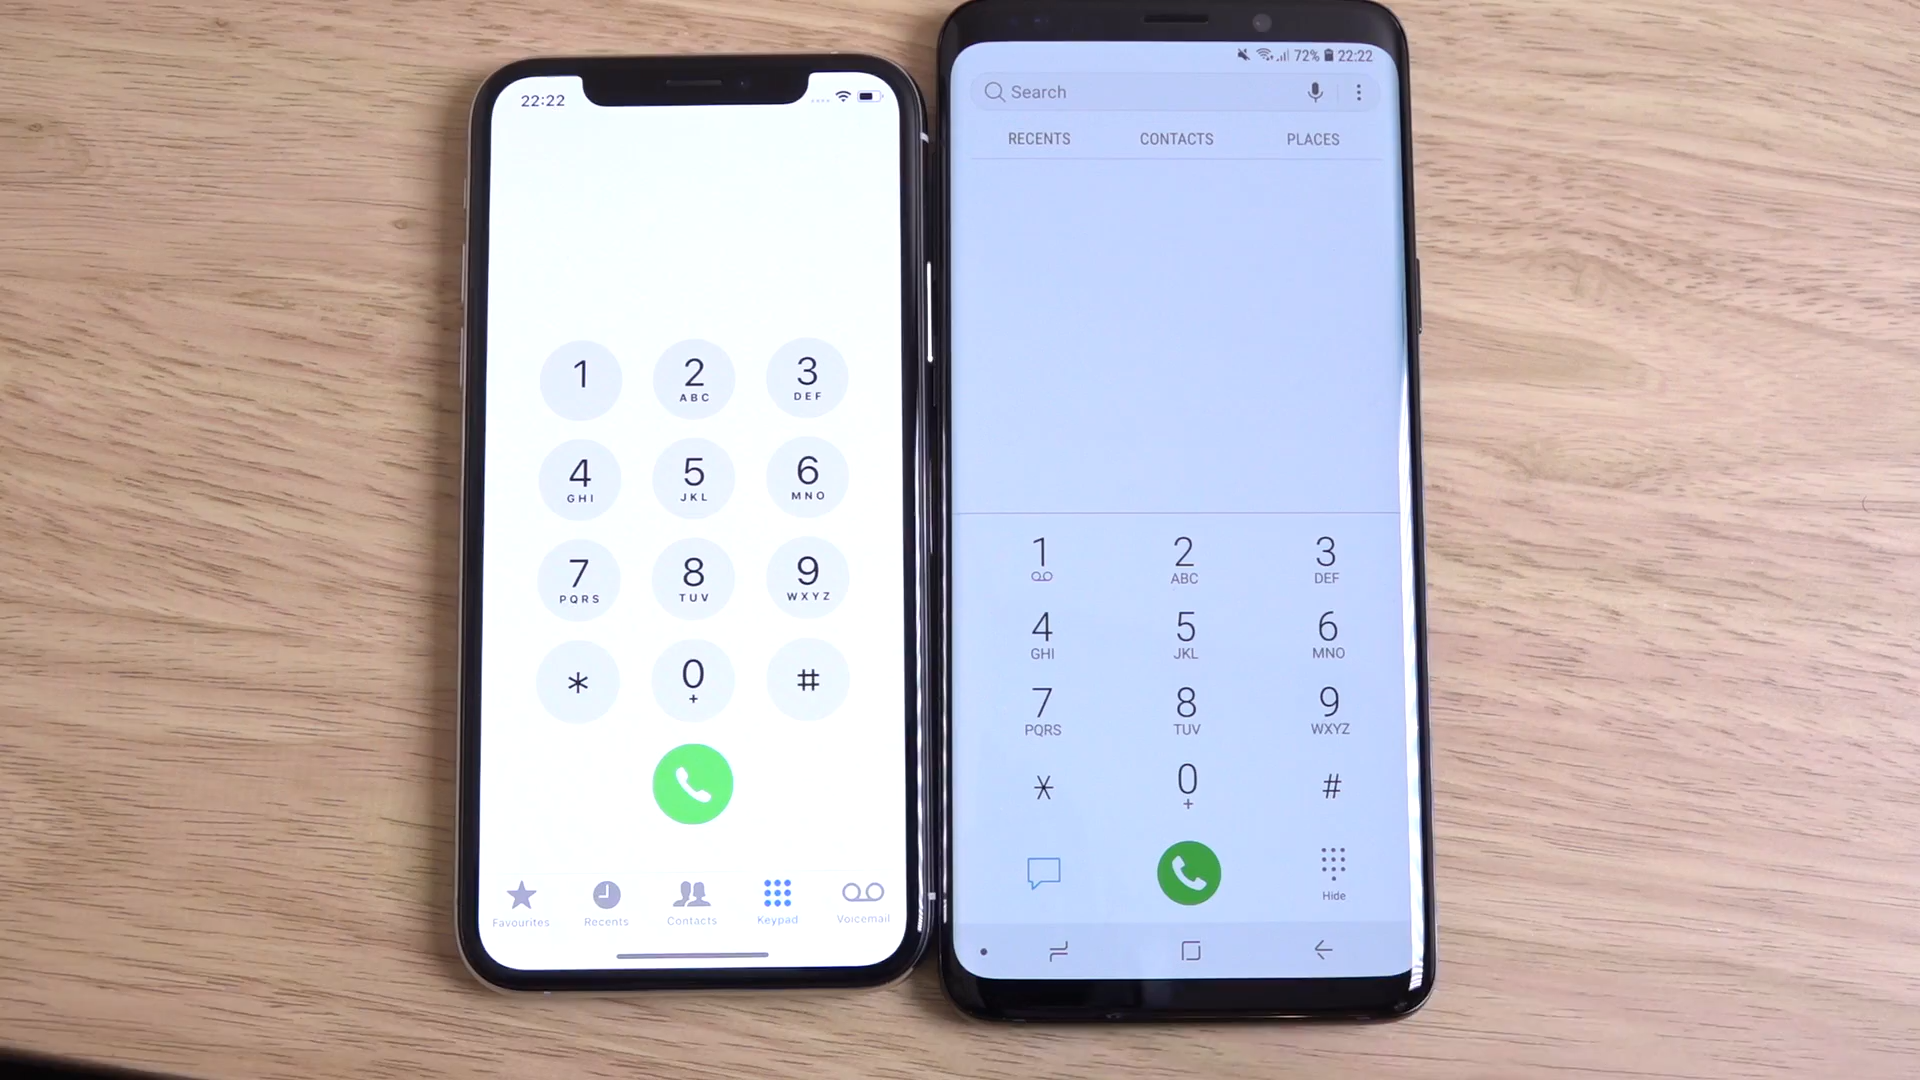 22:22
1
2
3
ABC
DEF
4
5
6
GHI
JKL
MNO
7
8
9
PQRS
TUV
WXYZ
*
0
#
+
Favourites
Recents
Contacts
Keypad
Voicemail
72% 22:22
Search
RECENTS
CONTACTS
PLACES
1
2
3
ABC
DEF
4
5
6
GHI
JKL
MNO
7
8
9
PQRS
TUV
WXYZ
*
0
#
+
Hide